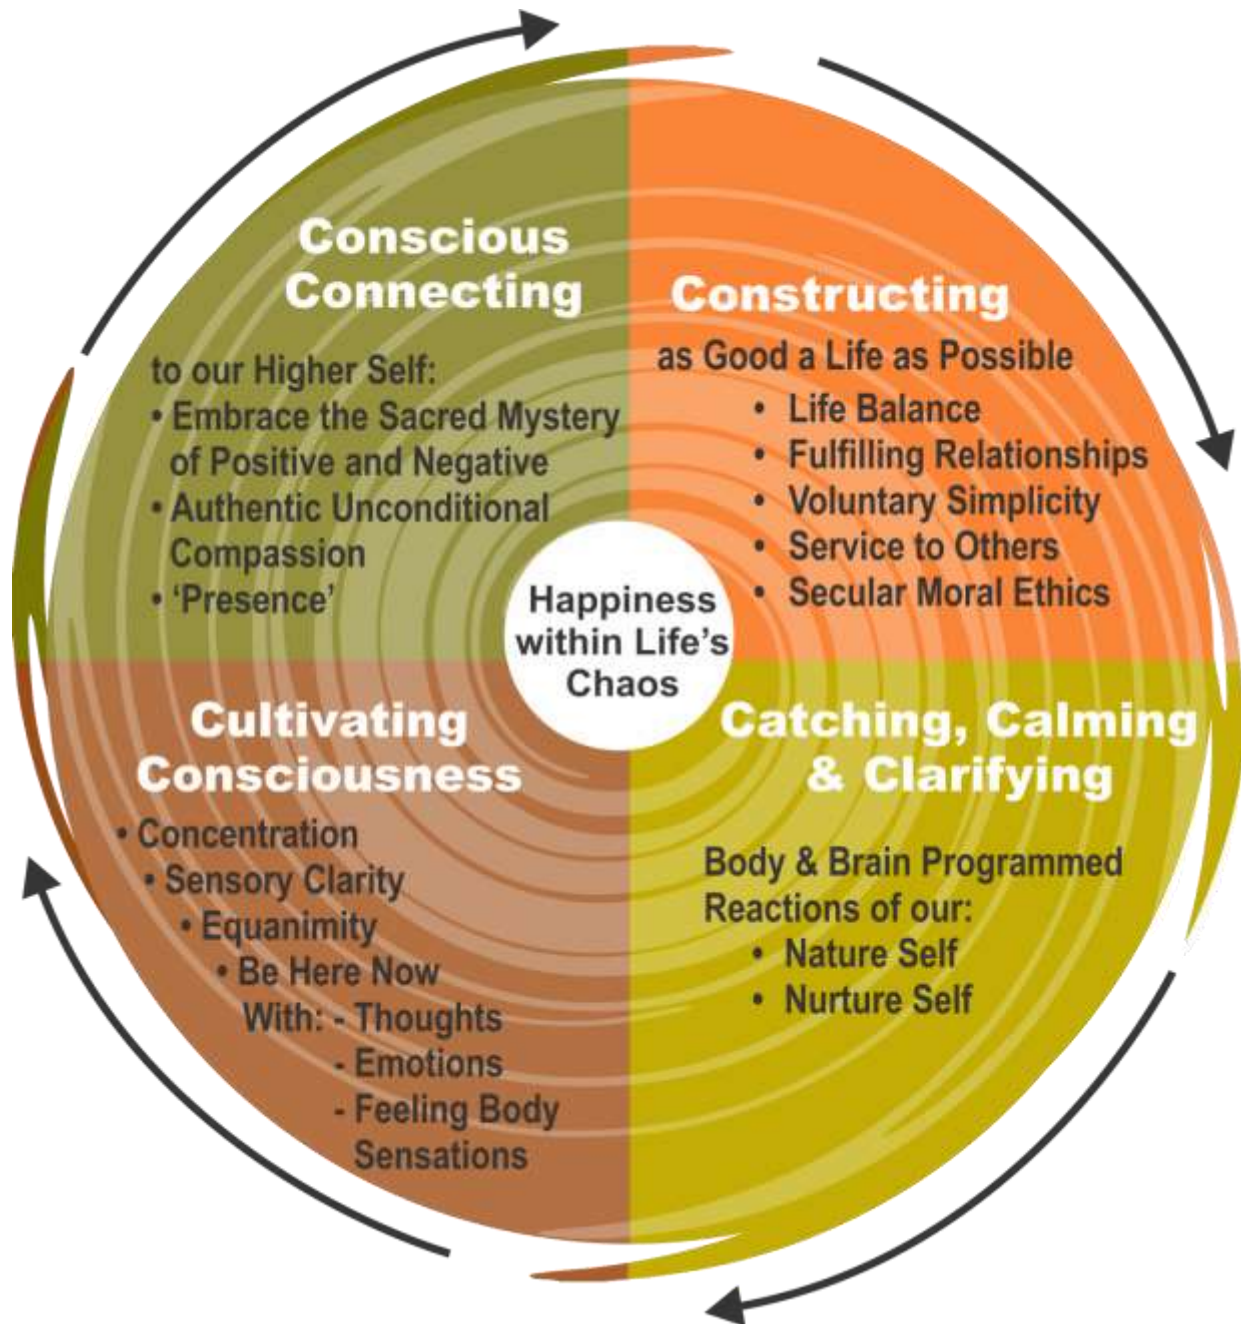 Conscious
Connecting
to our Higher Self:
• Embrace the Sacred Mystery
of Positive and Negative
• Authentic Unconditional
Compassion
• ‘Presence’
Constructing
as Good a Life as Possible
• Life Balance
• Fulfilling Relationships
• Voluntary Simplicity
• Service to Others
• Secular Moral Ethics
Happiness
within Life’s
Chaos
Cultivating
Consciousness
• Concentration
• Sensory Clarity
• Equanimity
• Be Here Now
With: - Thoughts
- Emotions
- Feeling Body
Sensations
Catching, Calming
& Clarifying
Body & Brain Programmed
Reactions of our:
• Nature Self
• Nurture Self